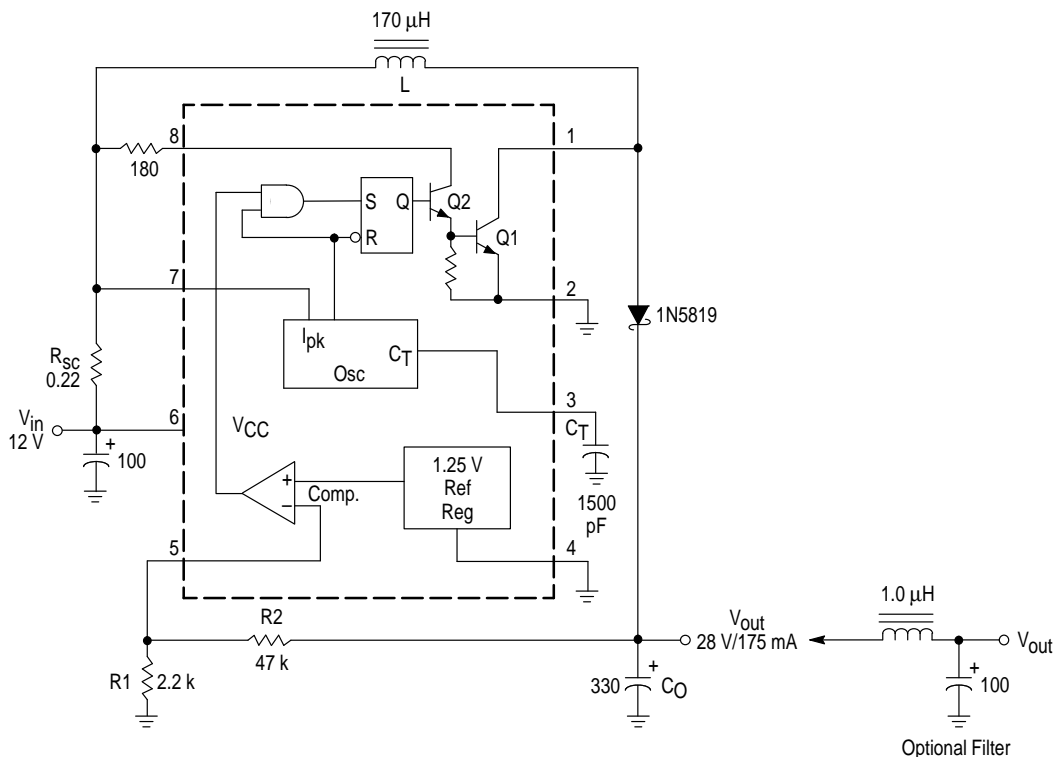 170 µH
L
8
1
180
S
Q
Q2
R
Q1
7
2
1N5819
Ipk
CT
Osc
Rsc
0.22
3
CT
Vin
12 V
6
VCC
100
+
1.25 V
Ref
Reg
+
−
Comp.
1500
pF
5
4
R2
47 k
1.0 µH
Vout
28 V/175 mA
Vout
R1
2.2 k
330
+
CO
+
100
Optional Filter